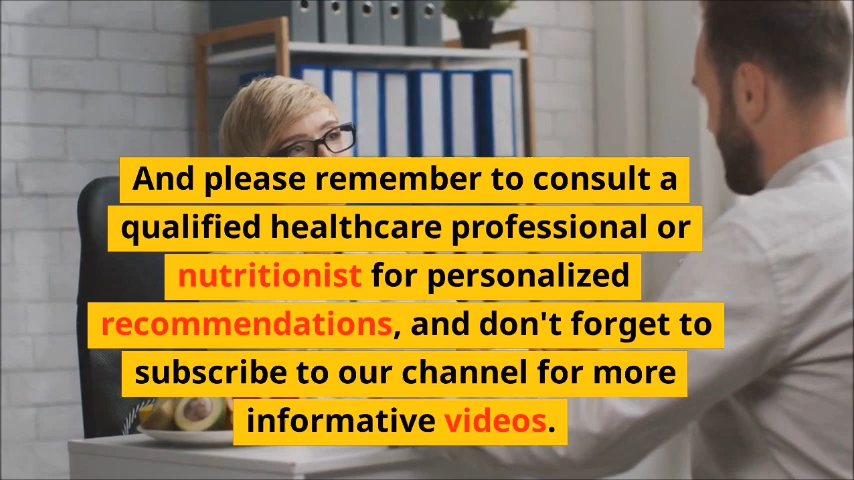 And please remember to consult a
qualified healthcare professional or
nutritionist for personalized
recommendations, and don't forget to
subscribe to our channel for more
informative videos.